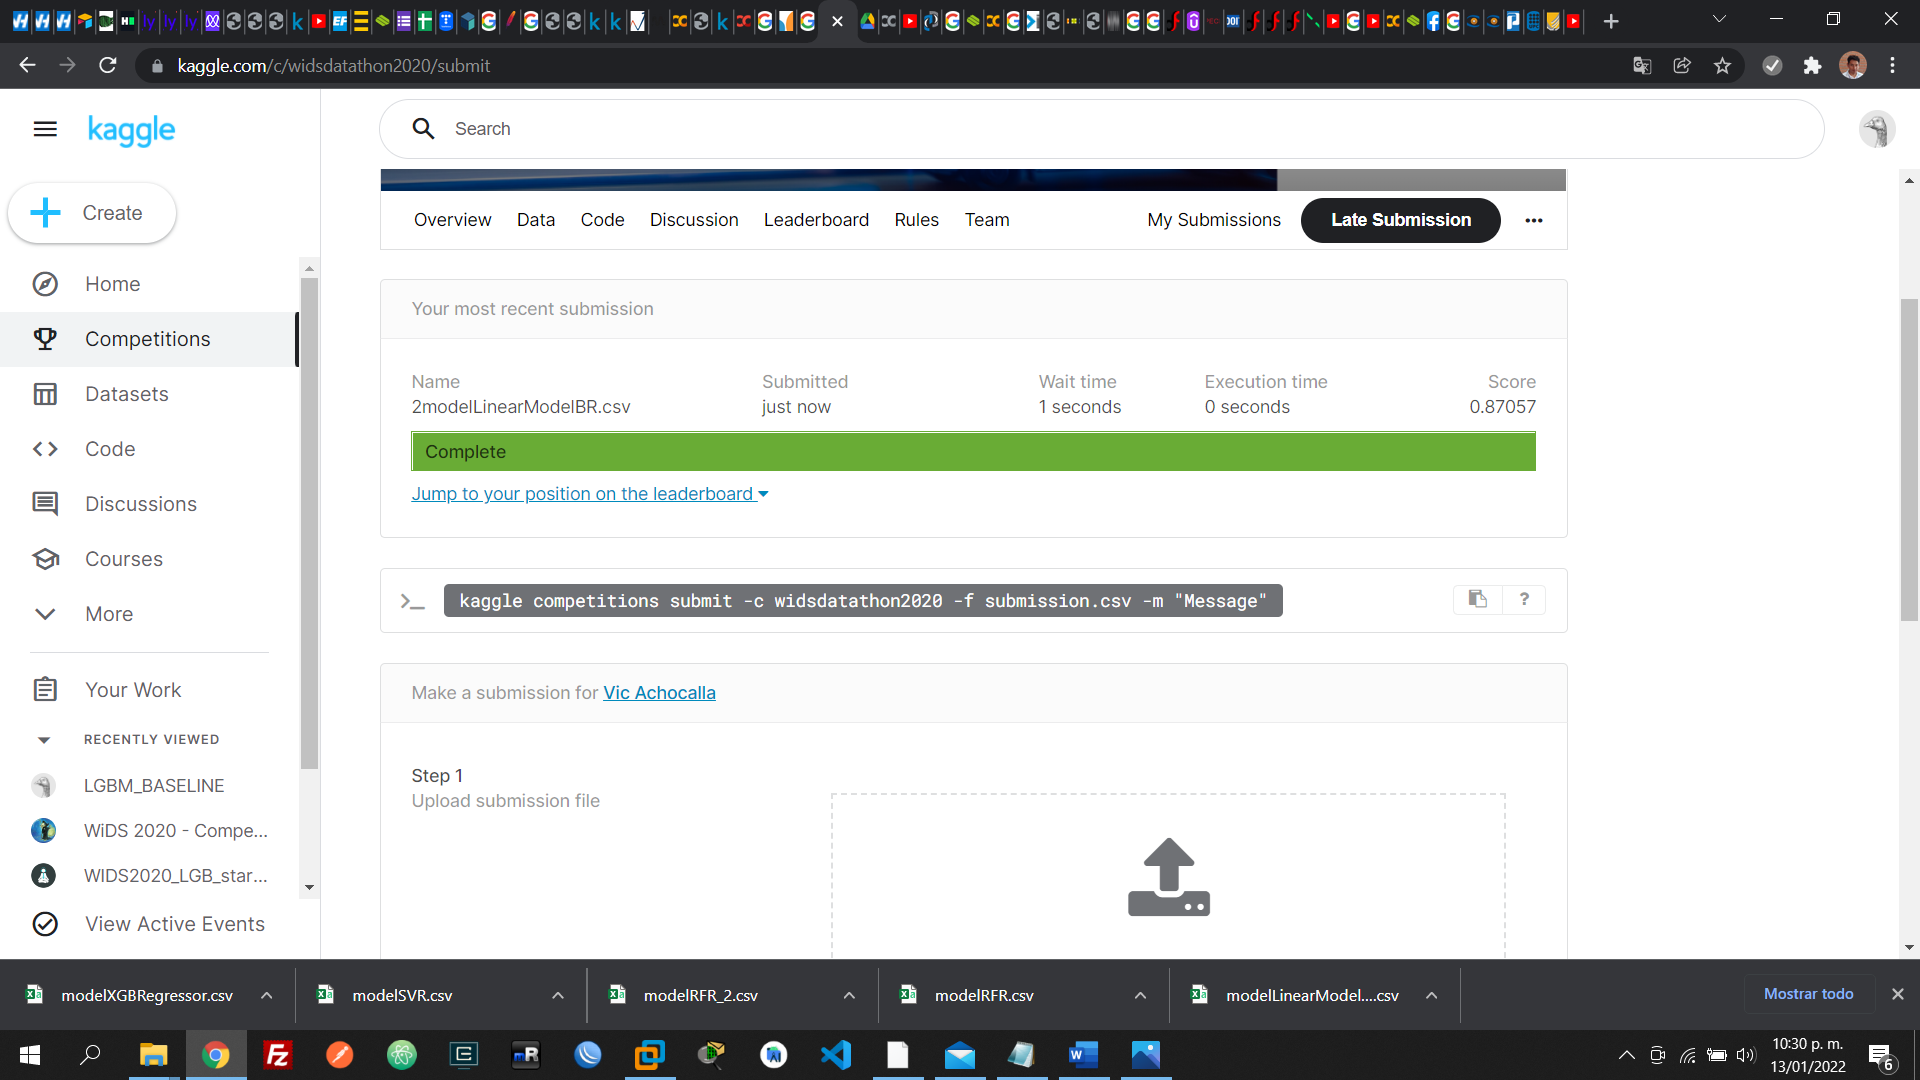 kaggle.com/c/widsdatathon2020/submit
kaggle
Search
Create
Home
Competitions
Datasets
Code
Discussions
Courses
More
Your Work
RECENTLY VIEWED
LGBM_BASELINE
WiDS 2020 - Compe...
WIDS2020_LGB_star...
View Active Events
Overview Data Code Discussion Leaderboard Rules Team My Submissions Late Submission
Your most recent submission
Name Submitted Wait time Execution time Score
2modelLinearModelBR.csv just now 1 seconds 0 seconds 0.87057
Complete
Jump to your position on the leaderboard
kaggle competitions submit -c widsdatathon2020 -f submission.csv -m "Message"
?
Make a submission for Vic Achocalla
Step 1
Upload submission file
modelXGBRegressor.csv modelSVR.csv modelRFR_2.csv modelRFR.csv modelLinearModel....csv Mostrar todo
10:30 p. m.
13/01/2022
6